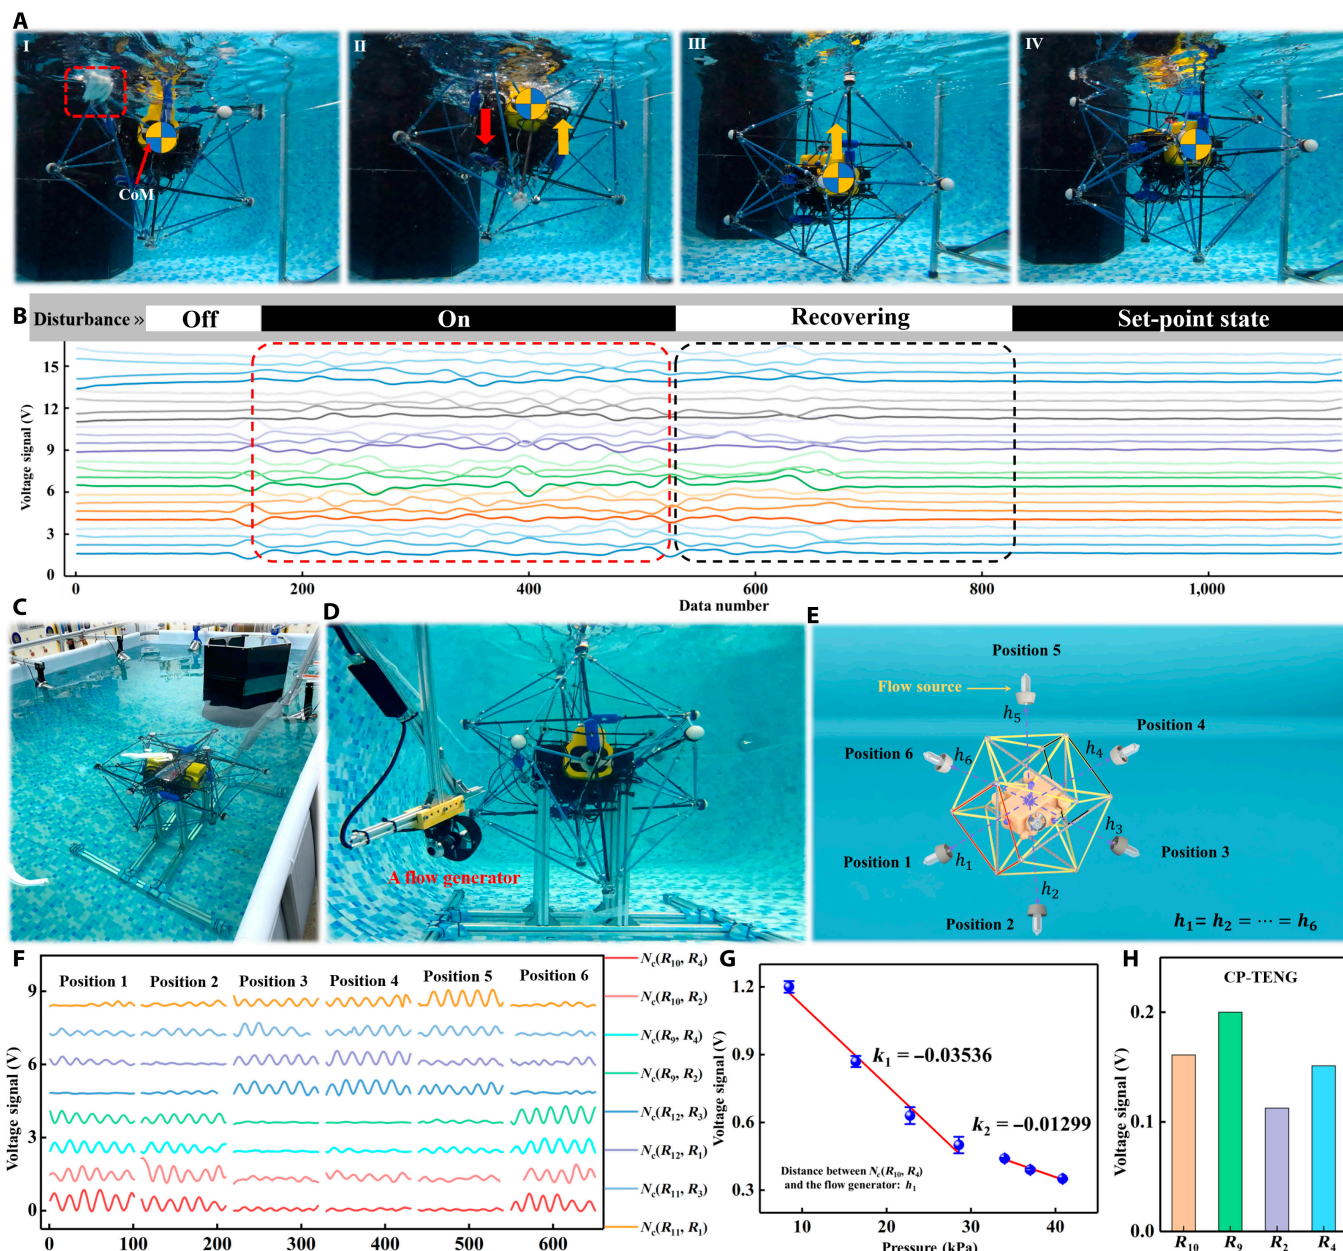 A
I
II
III
IV
CoM
B
Disturbance »
Off
On
Recovering
Set-point state
Voltage signal (V)
15
12
9
6
3
0
0
200
400
600
800
1,000
Data number
C
D
A flow generator
E
Position 5
Flow source
h5
Position 4
Position 6
h6
h4
h3
Position 1
h1
Position 3
h2
Position 2
h1= h2 = ⋯ = h6
F
Position 1
Position 2
Position 3
Position 4
Position 5
Position 6
Voltage signal (V)
9
6
3
0
0
100
200
300
400
500
600
Nc(R10, R4)
Nc(R10, R2)
Nc(R9, R4)
Nc(R9, R2)
Nc(R12, R3)
Nc(R12, R1)
Nc(R11, R3)
Nc(R11, R1)
G
Voltage signal (V)
1.2
0.9
0.6
0.3
k1 = −0.03536
k2 = −0.01299
Distance between Nc(R10, R4)
and the flow generator: h1
10
20
30
40
Pressure (kPa)
H
CP-TENG
Voltage signal (V)
0.2
0.1
0.0
R10
R9
R2
R4